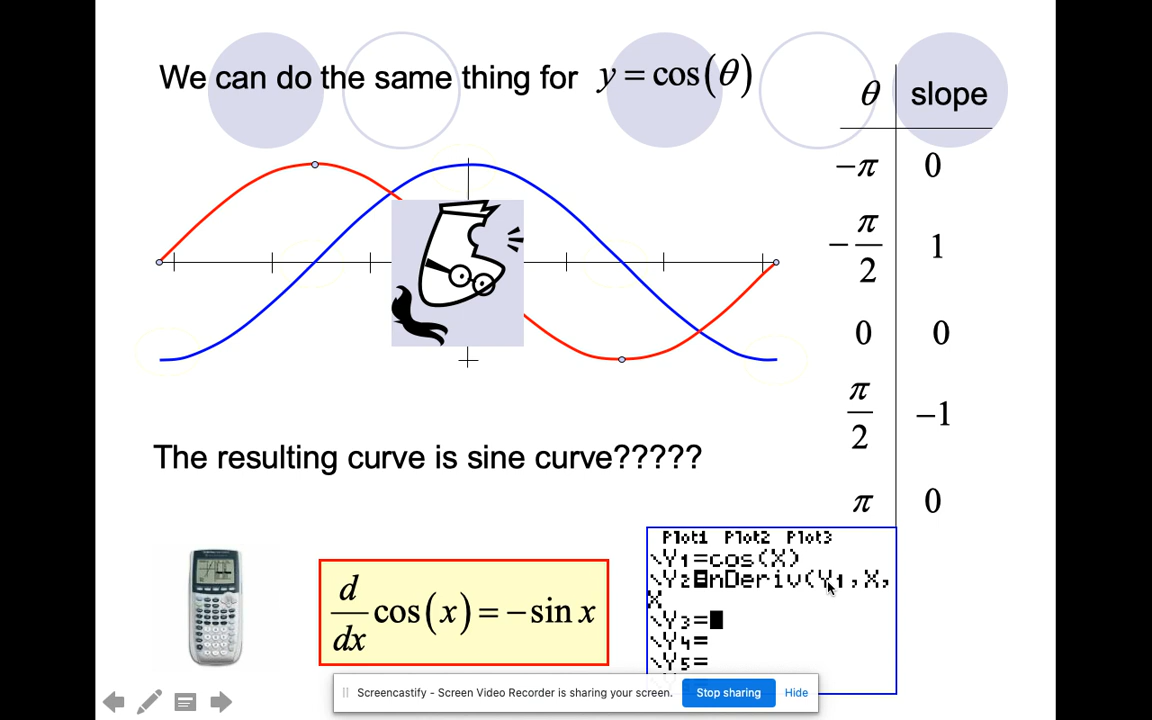 We can do the same thing for y = cos(θ)
θ slope
−π 0
−π/2 1
0 0
π/2 −1
π 0
The resulting curve is sine curve?????
d/dx cos(x) = −sin x
Plot1 Plot2 Plot3
\Y1=cos(X)
\Y2=nDeriv(Y1,X,
X
\Y3=
\Y4=
\Y5=
Screencastify - Screen Video Recorder is sharing your screen.
Stop sharing
Hide